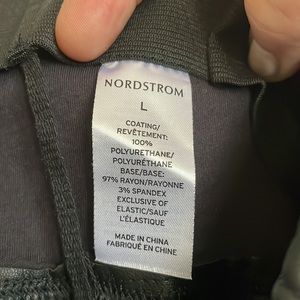 NORDSTROM
L
COATING/
REVÊTEMENT:
100%
POLYURETHANE/
POLYURÉTHANE
BASE/BASE:
97% RAYON/RAYONNE
3% SPANDEX
EXCLUSIVE OF
ELASTIC/SAUF
L'ÉLASTIQUE
MADE IN CHINA
FABRIQUÉ EN CHINE